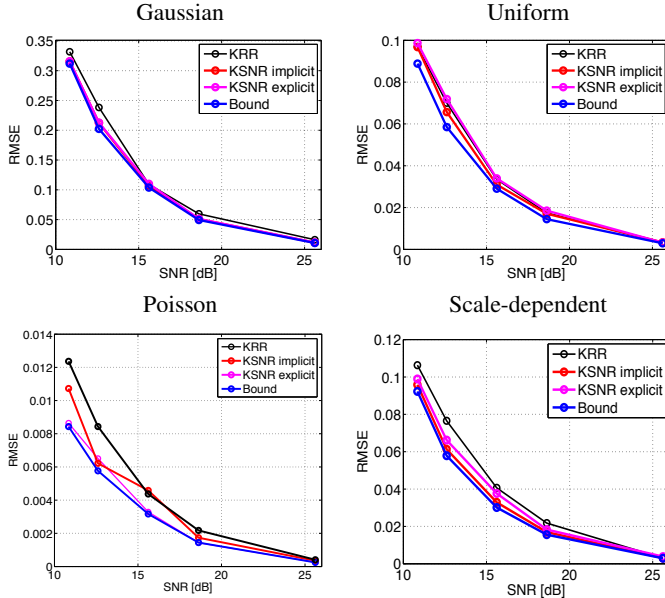 Gaussian
0.35
0.3
0.25
0.2
0.15
0.1
0.05
0
RMSE
10
15
20
25
SNR [dB]
KRR
KSNR implicit
KSNR explicit
Bound
Uniform
0.1
0.08
0.06
0.04
0.02
0
RMSE
10
15
20
25
SNR [dB]
KRR
KSNR implicit
KSNR explicit
Bound
Poisson
0.014
0.012
0.01
0.008
0.006
0.004
0.002
0
RMSE
10
15
20
25
SNR [dB]
KRR
KSNR implicit
KSNR explicit
Bound
Scale-dependent
0.12
0.1
0.08
0.06
0.04
0.02
0
RMSE
10
15
20
25
SNR [dB]
KRR
KSNR implicit
KSNR explicit
Bound